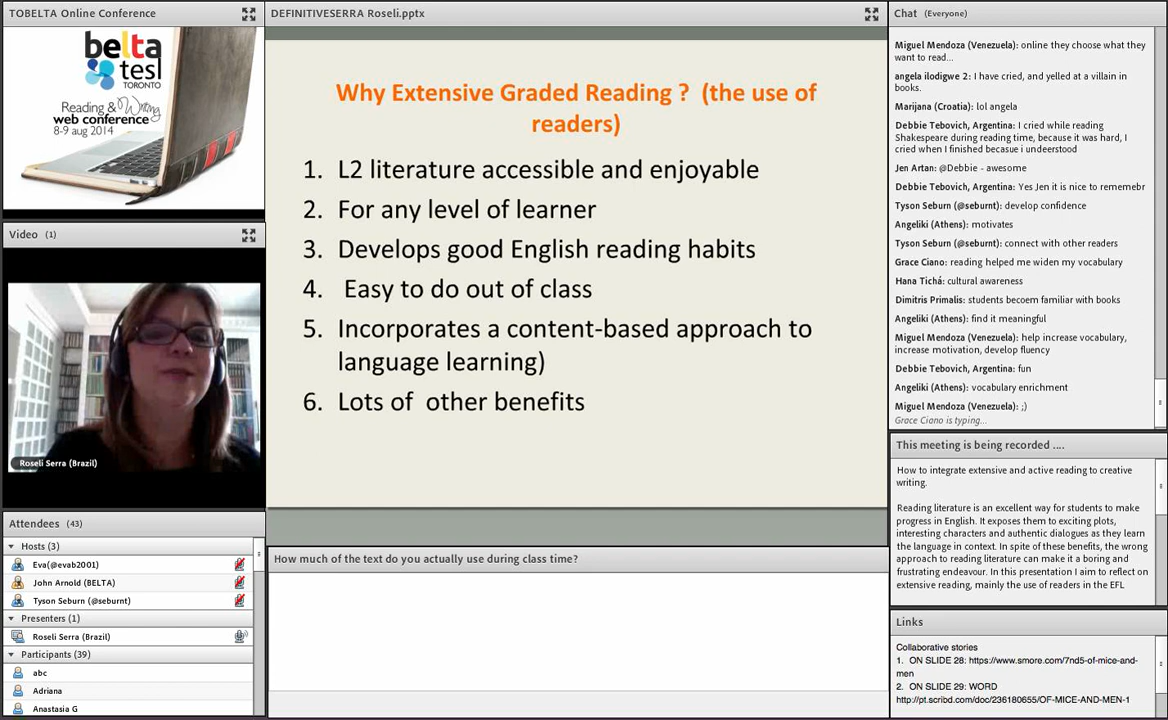 TOBELTA Online Conference
belta
tesl
TORONTO
Reading & Writing
web conference
8-9 aug 2014
Video (1)
Roseli Serra (Brazil)
Attendees (43)
Hosts (3)
Eva(@evab2001)
John Arnold (BELTA)
Tyson Seburn (@seburnt)
Presenters (1)
Roseli Serra (Brazil)
Participants (39)
abc
Adriana
Anastasia G
DEFINITIVESERRA Roseli.pptx
Why Extensive Graded Reading ? (the use of
readers)
1. L2 literature accessible and enjoyable
2. For any level of learner
3. Develops good English reading habits
4. Easy to do out of class
5. Incorporates a content-based approach to
language learning)
6. Lots of other benefits
How much of the text do you actually use during class time?
Chat (Everyone)
Miguel Mendoza (Venezuela): online they choose what they
want to read...
angela ilodigwe 2: I have cried, and yelled at a villain in
books.
Marijana (Croatia): lol angela
Debbie Tebovich, Argentina: I cried while reading
Shakespeare during reading time, because it was hard, I
cried when I finished becasue i undeerstood
Jen Artan: @Debbie - awesome
Debbie Tebovich, Argentina: Yes Jen it is nice to rememebr
Tyson Seburn (@seburnt): develop confidence
Angeliki (Athens): motivates
Tyson Seburn (@seburnt): connect with other readers
Grace Ciano: reading helped me widen my vocabulary
Hana Tichá: cultural awareness
Dimitris Primalis: students becoem familiar with books
Angeliki (Athens): find it meaningful
Miguel Mendoza (Venezuela): help increase vocabulary,
increase motivation, develop fluency
Debbie Tebovich, Argentina: fun
Angeliki (Athens): vocabulary enrichment
Miguel Mendoza (Venezuela): ;)
Grace Ciano is typing...
This meeting is being recorded ....
How to integrate extensive and active reading to creative
writing.
Reading literature is an excellent way for students to make
progress in English. It exposes them to exciting plots,
interesting characters and authentic dialogues as they learn
the language in context. In spite of these benefits, the wrong
approach to reading literature can make it a boring and
frustrating endeavour. In this presentation I aim to reflect on
extensive reading, mainly the use of readers in the EFL
Links
Collaborative stories
1. ON SLIDE 28: https://www.smore.com/7nd5-of-mice-and-
men
2. ON SLIDE 29: WORD
http://pt.scribd.com/doc/236180655/OF-MICE-AND-MEN-1